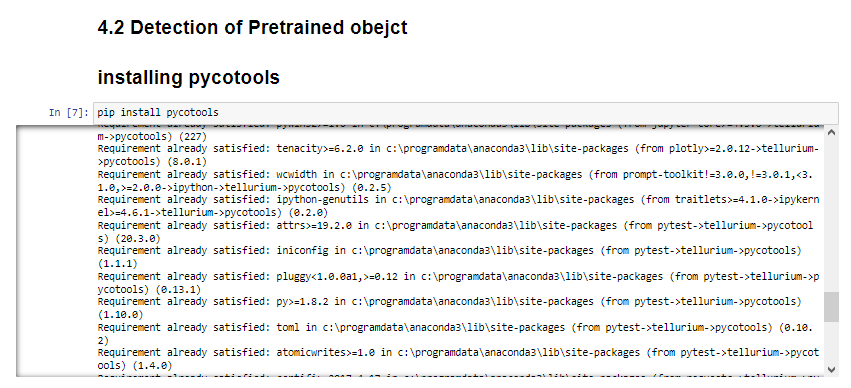 4.2 Detection of Pretrained obejct
installing pycotools
In [7]: pip install pycotools
m->pycotools) (227)
Requirement already satisfied: tenacity>=6.2.0 in c:\programdata\anaconda3\lib\site-packages (from plotly>=2.0.12->tellurium-
>pycotools) (8.0.1)
Requirement already satisfied: wcwidth in c:\programdata\anaconda3\lib\site-packages (from prompt-toolkit!=3.0.0,!=3.0.1,<3.
1.0,>=2.0.0->ipython->tellurium->pycotools) (0.2.5)
Requirement already satisfied: ipython-genutils in c:\programdata\anaconda3\lib\site-packages (from traitlets>=4.1.0->ipykern
el>=4.6.1->tellurium->pycotools) (0.2.0)
Requirement already satisfied: attrs>=19.2.0 in c:\programdata\anaconda3\lib\site-packages (from pytest->tellurium->pycotool
s) (20.3.0)
Requirement already satisfied: iniconfig in c:\programdata\anaconda3\lib\site-packages (from pytest->tellurium->pycotools)
(1.1.1)
Requirement already satisfied: pluggy<1.0.0a1,>=0.12 in c:\programdata\anaconda3\lib\site-packages (from pytest->tellurium->p
ycotools) (0.13.1)
Requirement already satisfied: py>=1.8.2 in c:\programdata\anaconda3\lib\site-packages (from pytest->tellurium->pycotools)
(1.10.0)
Requirement already satisfied: toml in c:\programdata\anaconda3\lib\site-packages (from pytest->tellurium->pycotools) (0.10.
2)
Requirement already satisfied: atomicwrites>=1.0 in c:\programdata\anaconda3\lib\site-packages (from pytest->tellurium->pycot
ools) (1.4.0)